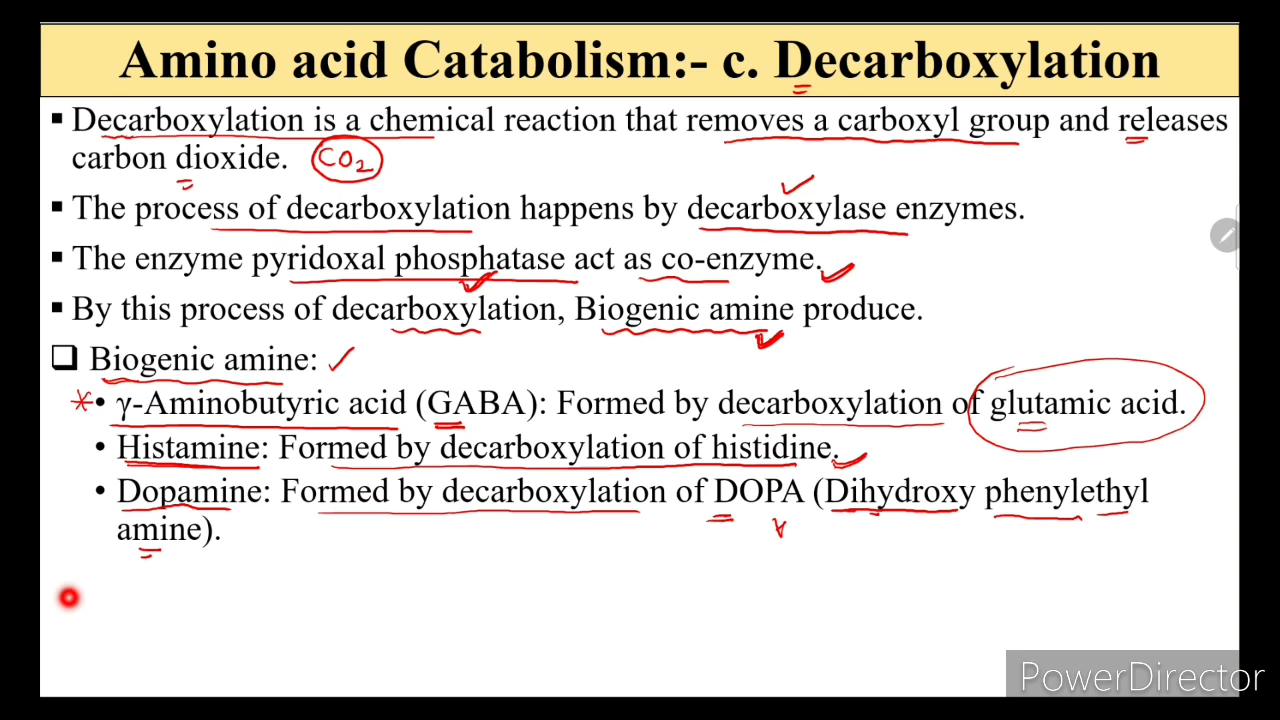 Amino acid Catabolism:- c. Decarboxylation
▪ Decarboxylation is a chemical reaction that removes a carboxyl group and releases
carbon dioxide. CO2
▪ The process of decarboxylation happens by decarboxylase enzymes.
▪ The enzyme pyridoxal phosphatase act as co-enzyme.
▪ By this process of decarboxylation, Biogenic amine produce.
❑ Biogenic amine:
• γ-Aminobutyric acid (GABA): Formed by decarboxylation of glutamic acid.
• Histamine: Formed by decarboxylation of histidine.
• Dopamine: Formed by decarboxylation of DOPA (Dihydroxy phenylethyl
amine).
PowerDirector